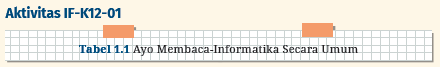 Aktivitas IF-K12-01
Tabel 1.1 Ayo Membaca-Informatika Secara Umum